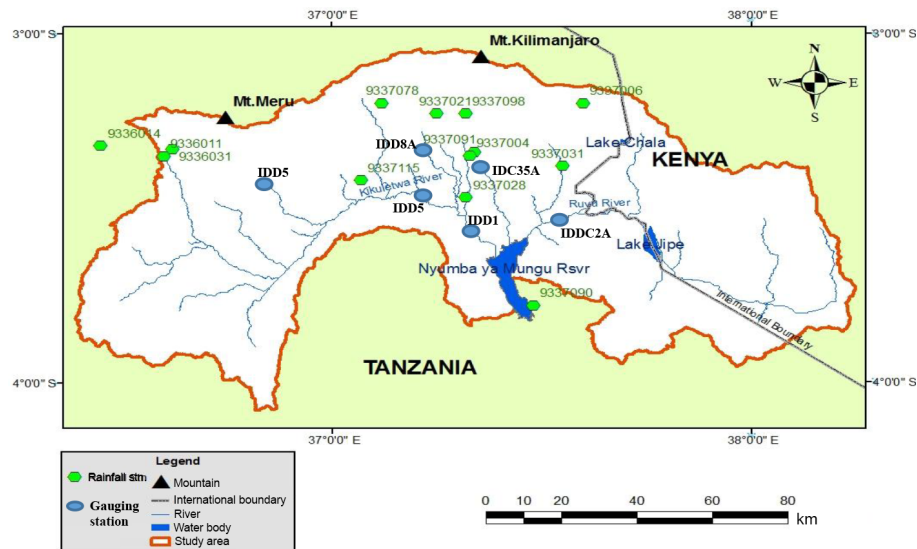 37°0'0" E
38°0'0" E
3°0'0" S
3°0'0" S
Mt.Kilimanjaro
N
W
E
S
Mt.Meru
9337078
9337021
9337098
9337006
9336014
9336011
9336031
IDD8A
9337091
9337004
Lake Chala
KENYA
IDD5
9337115
IDC35A
9337031
Kikuletwa River
9337028
IDD5
IDD1
Ruvu River
IDDC2A
Lake Jipe
Nyumba ya Mungu Rsvr
9337090
International Boundary
TANZANIA
4°0'0" S
4°0'0" S
37°0'0" E
38°0'0" E
Legend
Rainfall stm
Gauging
station
Mountain
International boundary
River
Water body
Study area
0 10 20 40 60 80
km